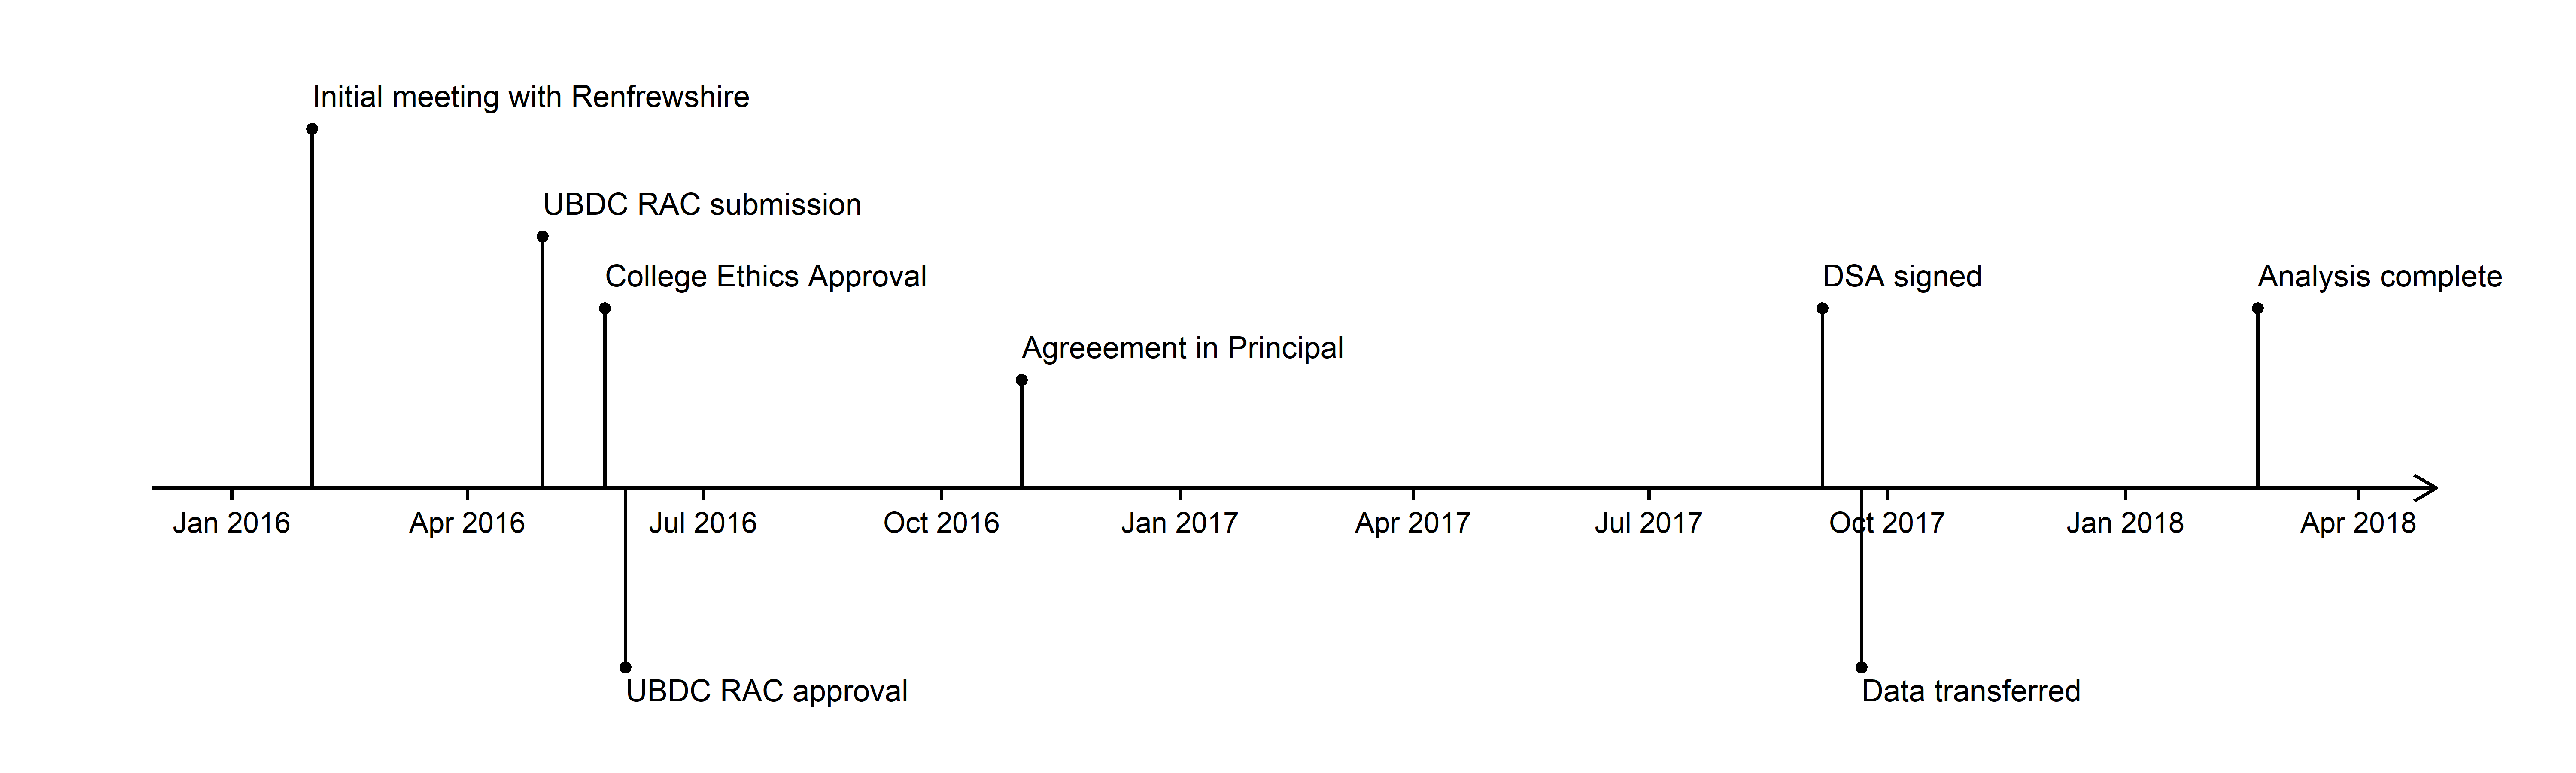 Initial meeting with Renfrewshire
UBDC RAC submission
College Ethics Approval
DSA signed
Analysis complete
Agreeement in Principal
Jan 2016
Apr 2016
Jul 2016
Oct 2016
Jan 2017
Apr 2017
Jul 2017
Oct 2017
Jan 2018
Apr 2018
UBDC RAC approval
Data transferred